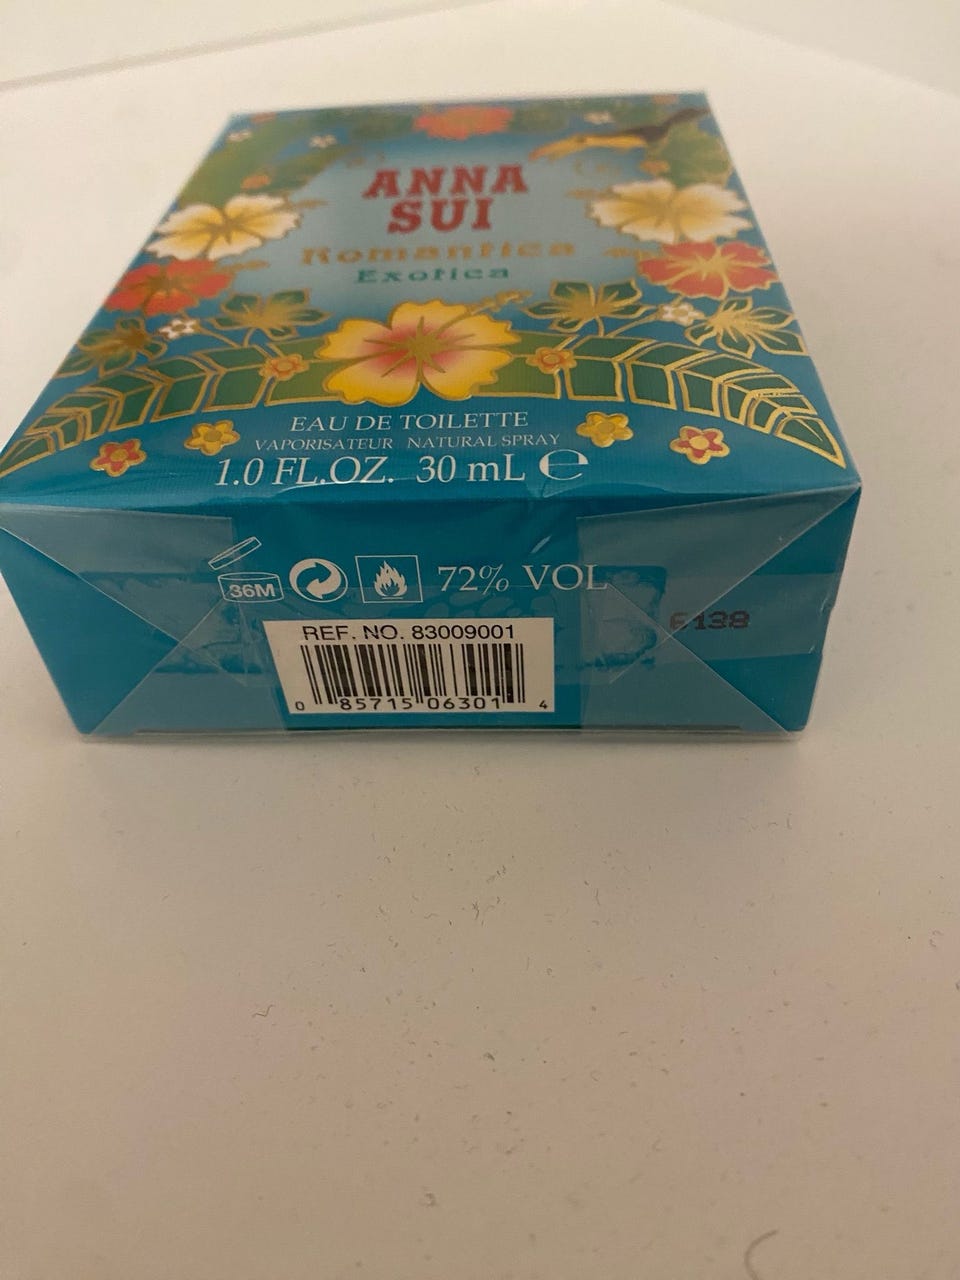 ANNA
SUI
Romantica
Exotica
EAU DE TOILETTE
VAPORISATEUR NATURAL SPRAY
1.0 FL.OZ. 30 mL ℮
36M
72% VOL
6138
REF. NO. 83009001
0 85715 06301 4